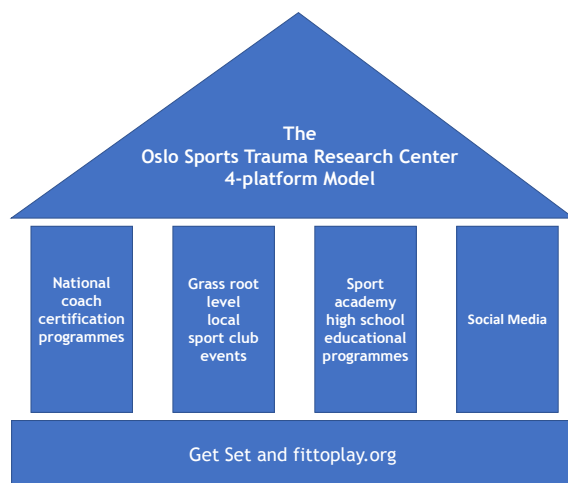 The
Oslo Sports Trauma Research Center
4-platform Model
National
coach
certification
programmes
Grass root
level
local
sport club
events
Sport
academy
high school
educational
programmes
Social Media
Get Set and fittoplay.org